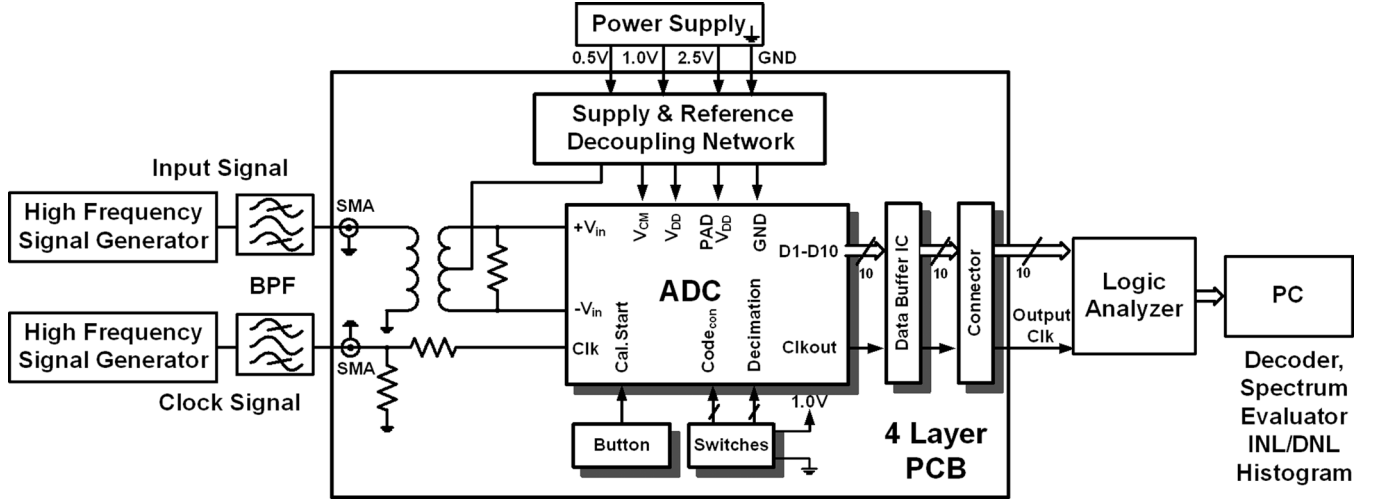 Power Supply
0.5V
1.0V
2.5V
GND
Supply & Reference
Decoupling Network
Input Signal
High Frequency
Signal Generator
SMA
BPF
High Frequency
Signal Generator
SMA
Clock Signal
+Vin
-Vin
Clk
VCM
VDD
PAD
VDD
GND
ADC
D1-D10
Clkout
Cal.Start
Codecon
Decimation
10
Data Buffer IC
10
Connector
10
Output
Clk
Logic
Analyzer
PC
Decoder,
Spectrum
Evaluator
INL/DNL
Histogram
Button
Switches
1.0V
4 Layer
PCB